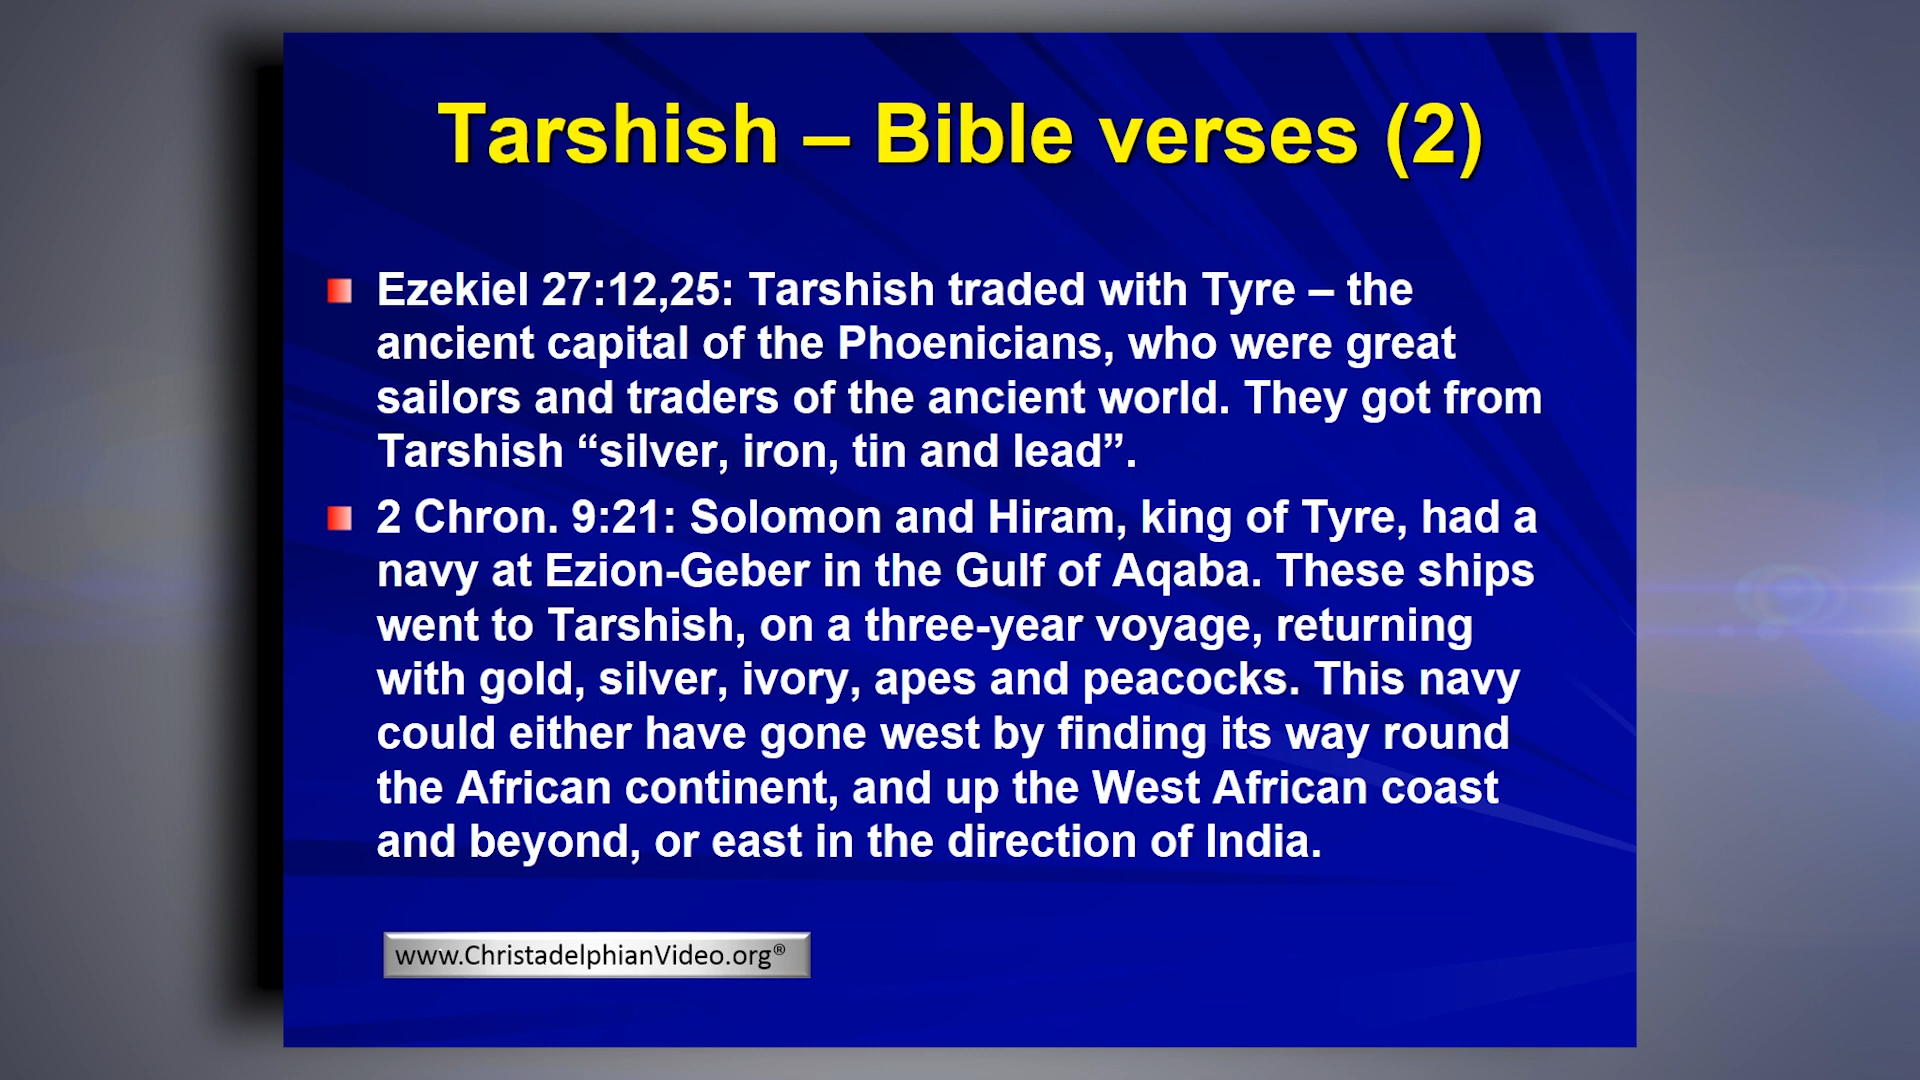 Tarshish – Bible verses (2)
Ezekiel 27:12,25: Tarshish traded with Tyre – the
ancient capital of the Phoenicians, who were great
sailors and traders of the ancient world. They got from
Tarshish “silver, iron, tin and lead”.
2 Chron. 9:21: Solomon and Hiram, king of Tyre, had a
navy at Ezion-Geber in the Gulf of Aqaba. These ships
went to Tarshish, on a three-year voyage, returning
with gold, silver, ivory, apes and peacocks. This navy
could either have gone west by finding its way round
the African continent, and up the West African coast
and beyond, or east in the direction of India.
www.ChristadelphianVideo.org®